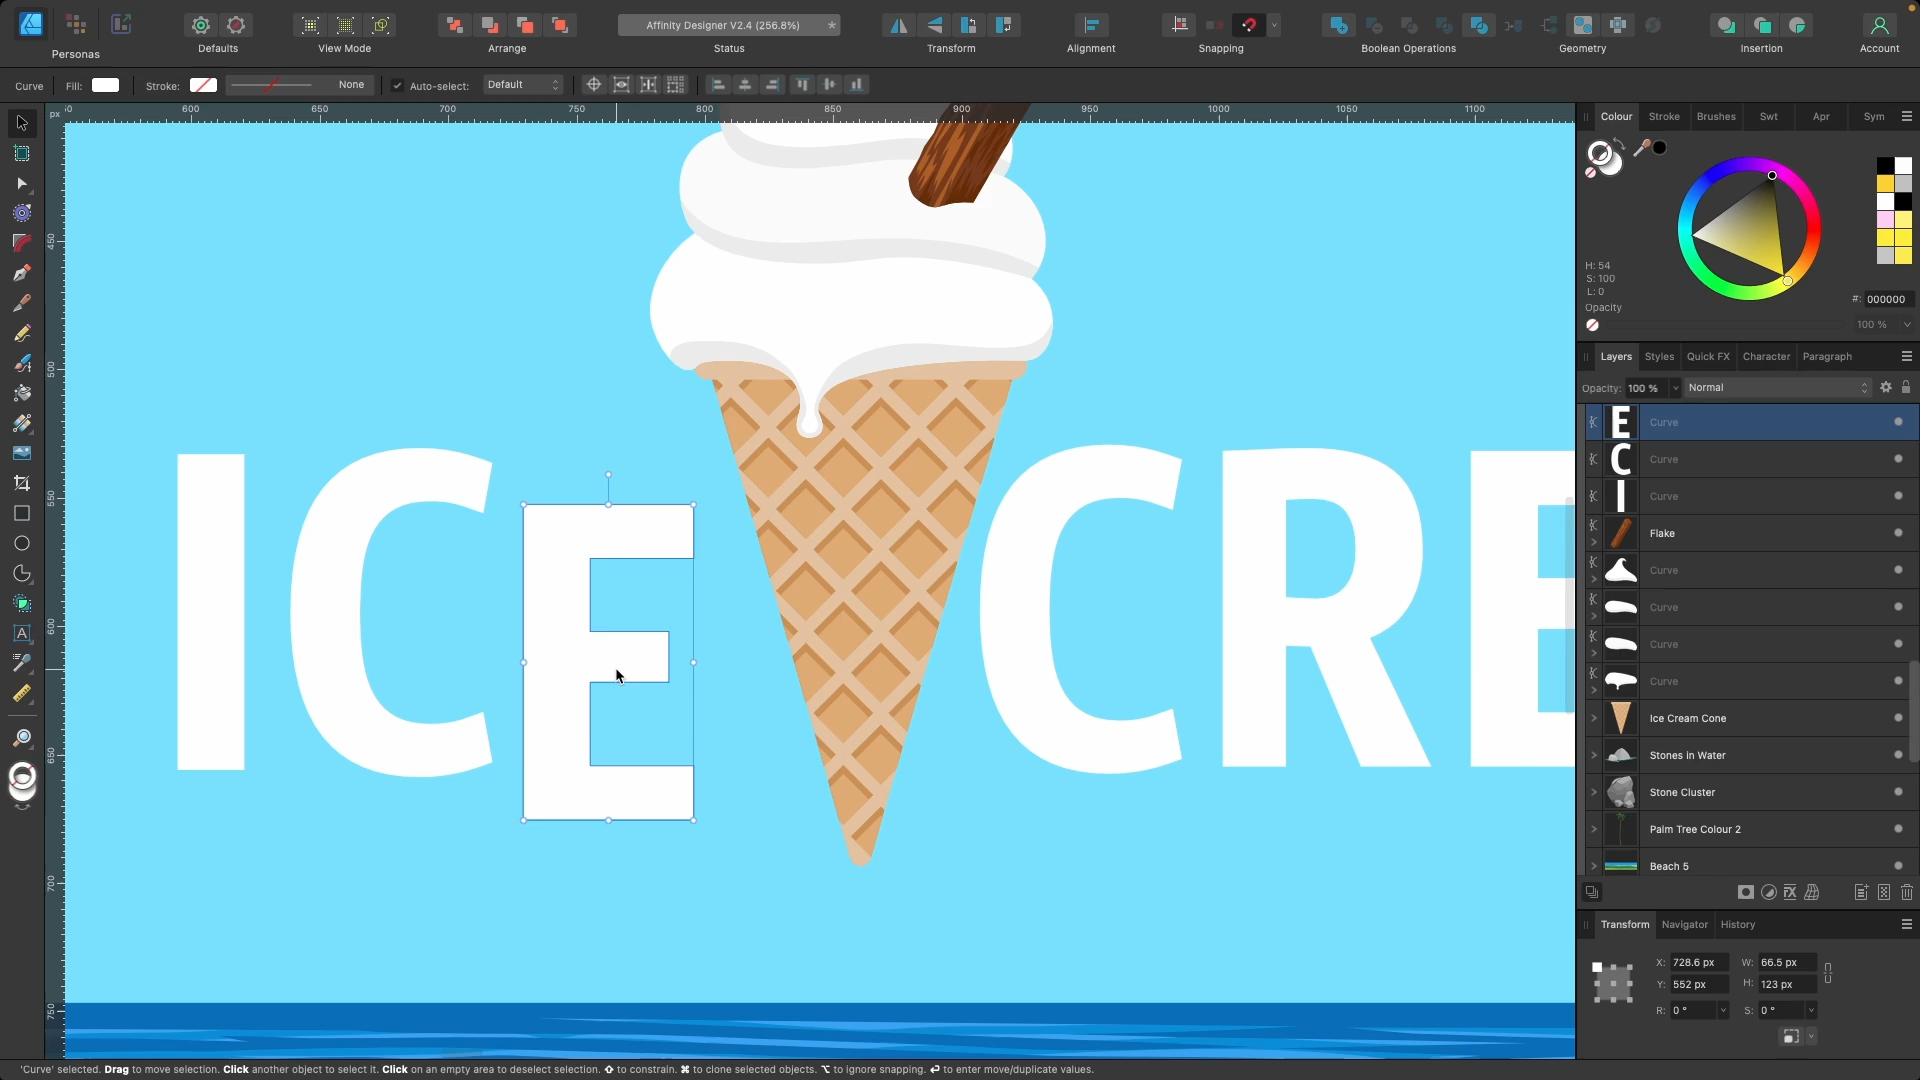 Personas
Defaults
View Mode
Arrange
Affinity Designer V2.4 (256.8%)
*
Status
Transform
Alignment
Snapping
Boolean Operations
Geometry
Insertion
Account
Curve
Fill:
Stroke:
None
Auto-select:
Default
px
600
650
700
750
800
850
900
950
1000
1050
1100
450
500
550
600
650
700
750
ICE CRE
Colour
Stroke
Brushes
Swt
Apr
Sym
H: 54
S: 100
L: 0
#: 000000
Opacity
100 %
Layers
Styles
Quick FX
Character
Paragraph
Opacity: 100 %
Normal
E Curve
C Curve
I Curve
Flake
Curve
Curve
Curve
Curve
Ice Cream Cone
Stones in Water
Stone Cluster
Palm Tree Colour 2
Beach 5
Transform
Navigator
History
X: 728.6 px W: 66.5 px
Y: 552 px H: 123 px
R: 0 ° S: 0 °
'Curve' selected. Drag to move selection. Click another object to select it. Click on an empty area to deselect selection. ⇧ to constrain. ⌘ to clone selected objects. ⌥ to ignore snapping. ↵ to enter move/duplicate values.